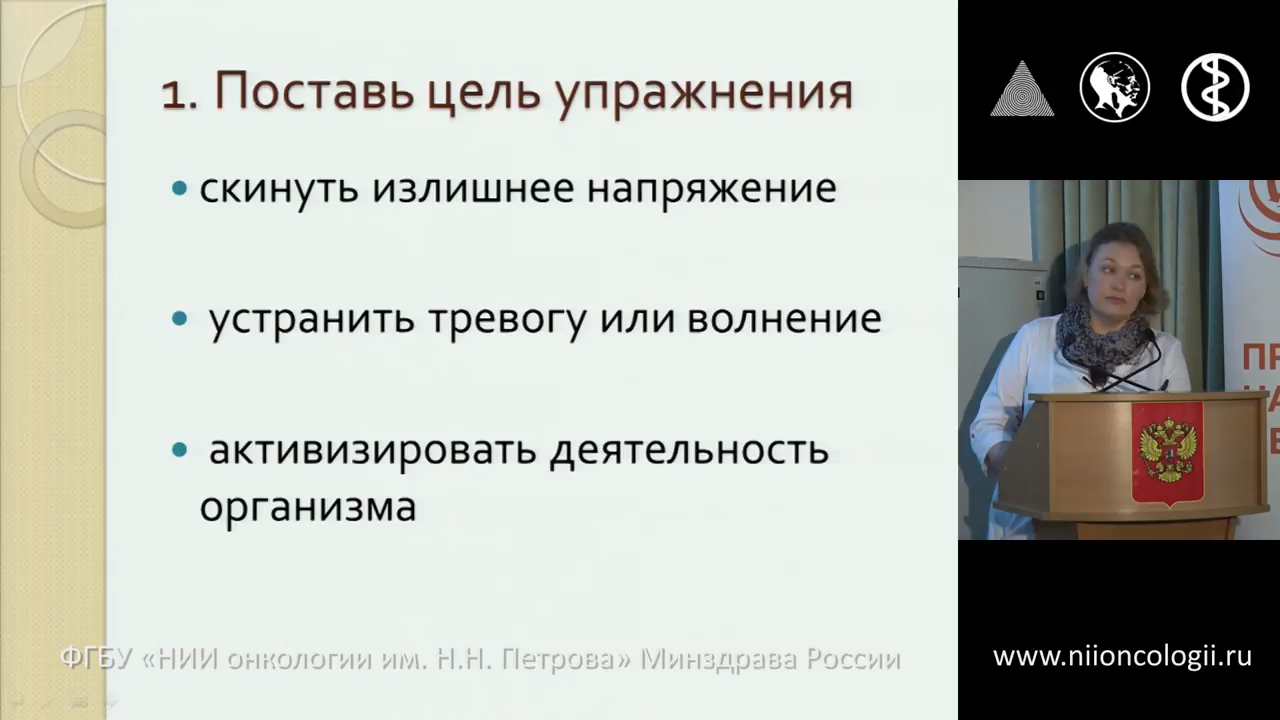 1. Поставь цель упражнения
• скинуть излишнее напряжение
• устранить тревогу или волнение
• активизировать деятельность
организма
ФГБУ «НИИ онкологии им. Н.Н. Петрова» Минздрава России
www.niioncologii.ru